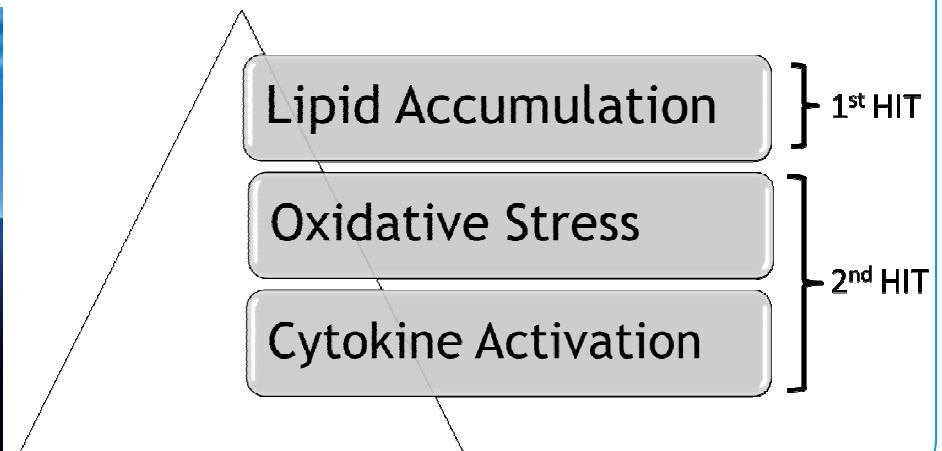 Lipid Accumulation
1st HIT
Oxidative Stress
2nd HIT
Cytokine Activation